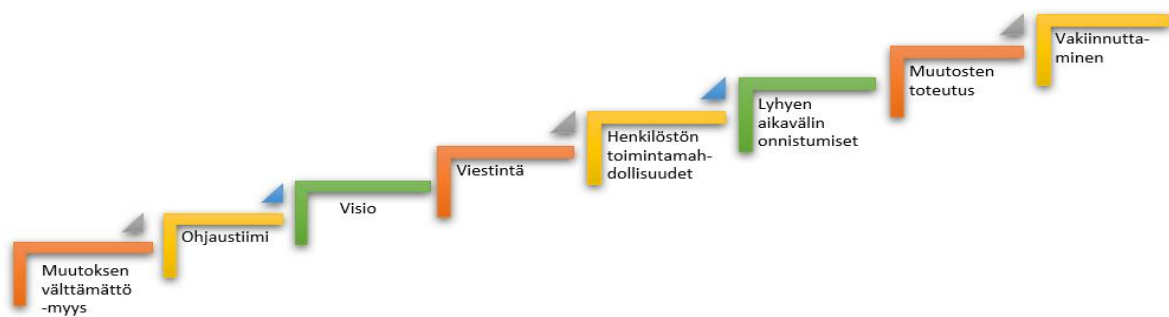 Muutoksen
välttämättö
-myys
Ohjaustiimi
Visio
Viestintä
Henkilöstön
toimintamah-
dollisuudet
Lyhyen
aikavälin
onnistumiset
Muutosten
toteutus
Vakiinnutta-
minen